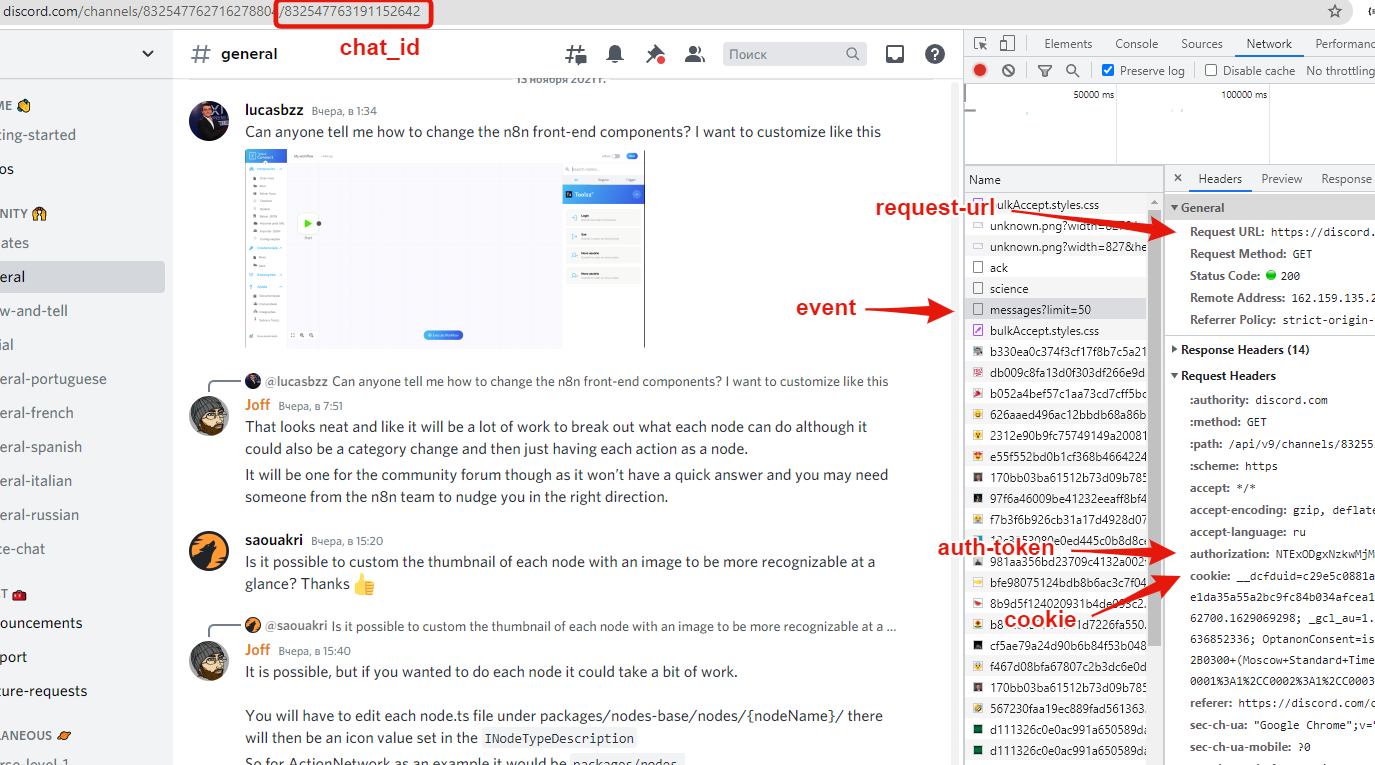 discord.com/channels/832547762716278804/832547763191152642
chat_id
Elements Console Sources Network Performanc
general
Поиск
Preserve log Disable cache No throttling
13 ноября 2021 г.
50000 ms 100000 ms
lucasbzz Вчера, в 1:34
Can anyone tell me how to change the n8n front-end components? I want to customize like this
ME
ing-started
os
NITY
ates
eral
w-and-tell
ial
eral-portuguese
eral-french
eral-spanish
eral-italian
eral-russian
ce-chat
CT
ouncements
port
ure-requests
LANEOUS
rse-level-1
My workflow
Toolzz
Start
@lucasbzz Can anyone tell me how to change the n8n front-end components? I want to customize like this
Joff Вчера, в 7:51
That looks neat and like it will be a lot of work to break out what each node can do although it
could also be a category change and then just having each action as a node.
It will be one for the community forum though as it won’t have a quick answer and you may need
someone from the n8n team to nudge you in the right direction.
saouakri Вчера, в 15:20
Is it possible to custom the thumbnail of each node with an image to be more recognizable at a
glance? Thanks
@saouakri Is it possible to custom the thumbnail of each node with an image to be more recognizable at a ...
Joff Вчера, в 15:40
It is possible, but if you wanted to do each node it could take a bit of work.
You will have to edit each node.ts file under packages/nodes-base/nodes/{nodeName}/ there
will then be an icon value set in the INodeTypeDescription
So for ActionNetwork as an example it would be packages/nodes-
request-url
event
auth-token
cookie
Name
bulkAccept.styles.css
unknown.png?width=827&he
unknown.png?width=827&he
ack
science
messages?limit=50
bulkAccept.styles.css
b330ea0c374f3cf17f8b7c5a21
db009c8fa13d0f303df266e9d
b052a4bef57c1aa73cd7cff5bc
626aaed496ac12bbdb68a86b
2312e90b9fc75749149a20081
e55f552bd0b1cf368b4664224
170bb03ba61512b73d09b785
97f6a46009be41232eeaff8bf4
f7b3f6b926cb31a17d4928d07
981aa356bd23709c4132a002
bfe98075124bdb8b6ac3c7f04
cf5ae79a24d90b6b84f53b048
f467d08bfa67807c2b3dc6e0d
170bb03ba61512b73d09b785
567230faa19ec889fad561363
d111326c0e0ac991a650589da
d111326c0e0ac991a650589da
Headers Preview Response
General
Request URL: https://discord.
Request Method: GET
Status Code: 200
Remote Address: 162.159.135.2
Referrer Policy: strict-origin-
Response Headers (14)
Request Headers
:authority: discord.com
:method: GET
:path: /api/v9/channels/83255
:scheme: https
accept: */*
accept-encoding: gzip, deflate
accept-language: ru
authorization: NTExODgxNzkwMjM
cookie: __dcfduid=c29e5c0881a
e1da35a55a2bc9fc84b034afcea1
62700.1629069298; _gcl_au=1.
636852336; OptanonConsent=is
2B0300+(Moscow+Standard+Time
0001%3A1%2CC0002%3A1%2CC0003
referer: https://discord.com/c
sec-ch-ua: "Google Chrome";v="
sec-ch-ua-mobile: ?0